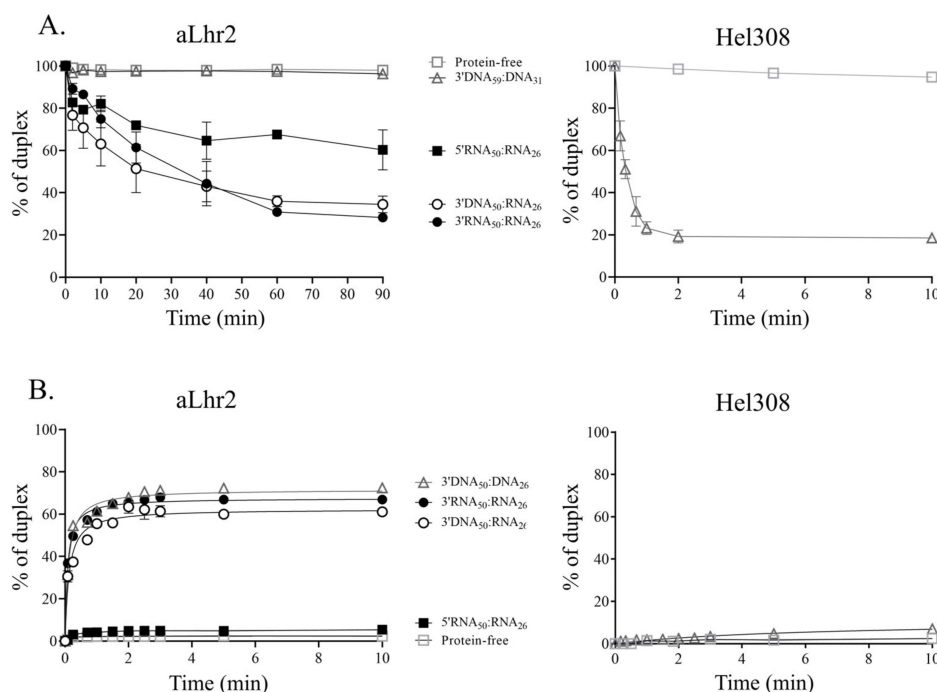 A.
aLhr2
% of duplex
100
80
60
40
20
0
0 10 20 30 40 50 60 70 80 90
Time (min)
Protein-free
3'DNA59:DNA31
5'RNA50:RNA26
3'DNA50:RNA26
3'RNA50:RNA26
Hel308
% of duplex
100
80
60
40
20
0
0 2 4 6 8 10
Time (min)
B.
aLhr2
% of duplex
100
80
60
40
20
0
0 2 4 6 8 10
Time (min)
3'DNA50:DNA26
3'RNA50:RNA26
3'DNA50:RNA26
5'RNA50:RNA26
Protein-free
Hel308
% of duplex
100
80
60
40
20
0
0 2 4 6 8 10
Time (min)